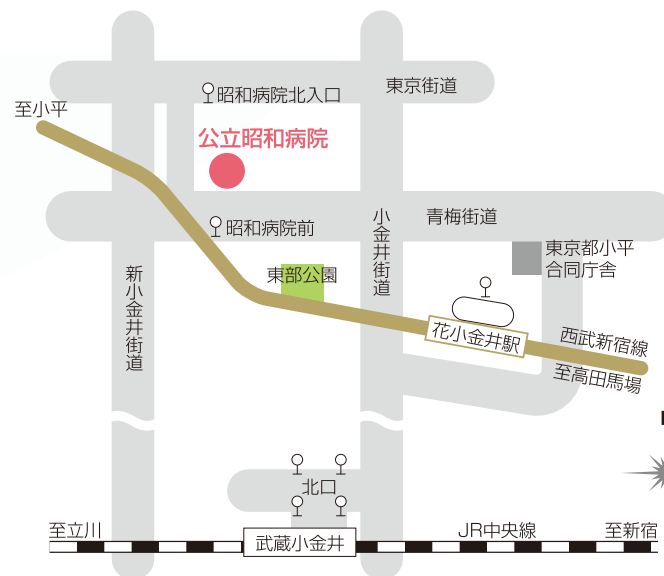 東京街道
昭和病院北入口
至小平
公立昭和病院
青梅街道
昭和病院前
小金井街道
東京都小平
合同庁舎
新小金井街道
東部公園
花小金井駅
西武新宿線
至高田馬場
北口
至立川
武蔵小金井
JR中央線
至新宿